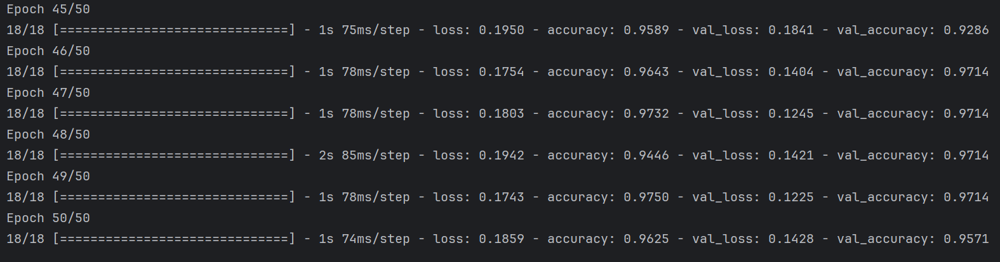 Epoch 45/50
18/18 [==============================] - 1s 75ms/step - loss: 0.1950 - accuracy: 0.9589 - val_loss: 0.1841 - val_accuracy: 0.9286
Epoch 46/50
18/18 [==============================] - 1s 78ms/step - loss: 0.1754 - accuracy: 0.9643 - val_loss: 0.1404 - val_accuracy: 0.9714
Epoch 47/50
18/18 [==============================] - 1s 78ms/step - loss: 0.1803 - accuracy: 0.9732 - val_loss: 0.1245 - val_accuracy: 0.9714
Epoch 48/50
18/18 [==============================] - 2s 85ms/step - loss: 0.1942 - accuracy: 0.9446 - val_loss: 0.1421 - val_accuracy: 0.9714
Epoch 49/50
18/18 [==============================] - 1s 78ms/step - loss: 0.1743 - accuracy: 0.9750 - val_loss: 0.1225 - val_accuracy: 0.9714
Epoch 50/50
18/18 [==============================] - 1s 74ms/step - loss: 0.1859 - accuracy: 0.9625 - val_loss: 0.1428 - val_accuracy: 0.9571